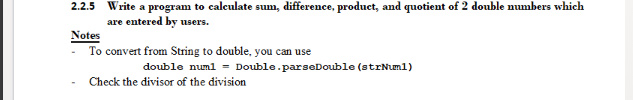 2.2.5 Write a program to calculate sum, difference, product, and quotient of 2 double numbers which
are entered by users.
Notes
- To convert from String to double, you can use
double num1 = Double.parseDouble(strNum1)
- Check the divisor of the division